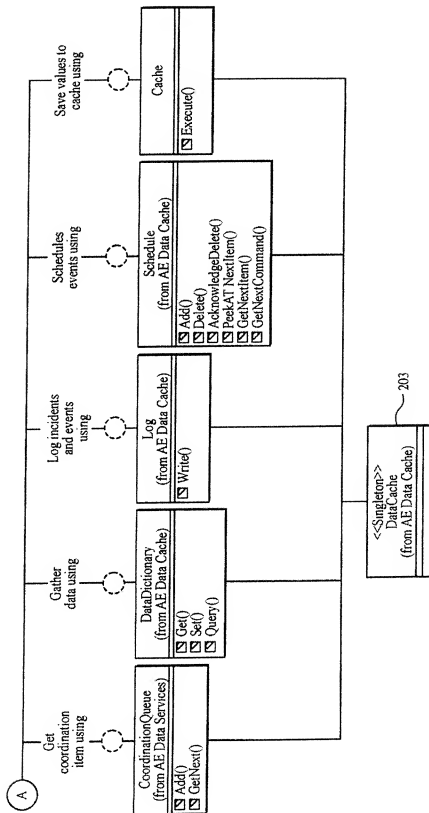 A
Get
coordination
item using
CoordinationQueue
(from AE Data Services)
Add()
GetNext()
Gather
data using
DataDictionary
(from AE Data Cache)
Get()
Set()
Query()
Log incidents
and events
using
Log
(from AE Data Cache)
Write()
Schedules
events using
Schedule
(from AE Data Cache)
Add()
Delete()
AcknowledgeDelete()
PeekAT NextItem()
GetNextItem()
GetNextCommand()
Save values to
cache using
Cache
Execute()
<<Singleton>>
DataCache
(from AE Data Cache)
203